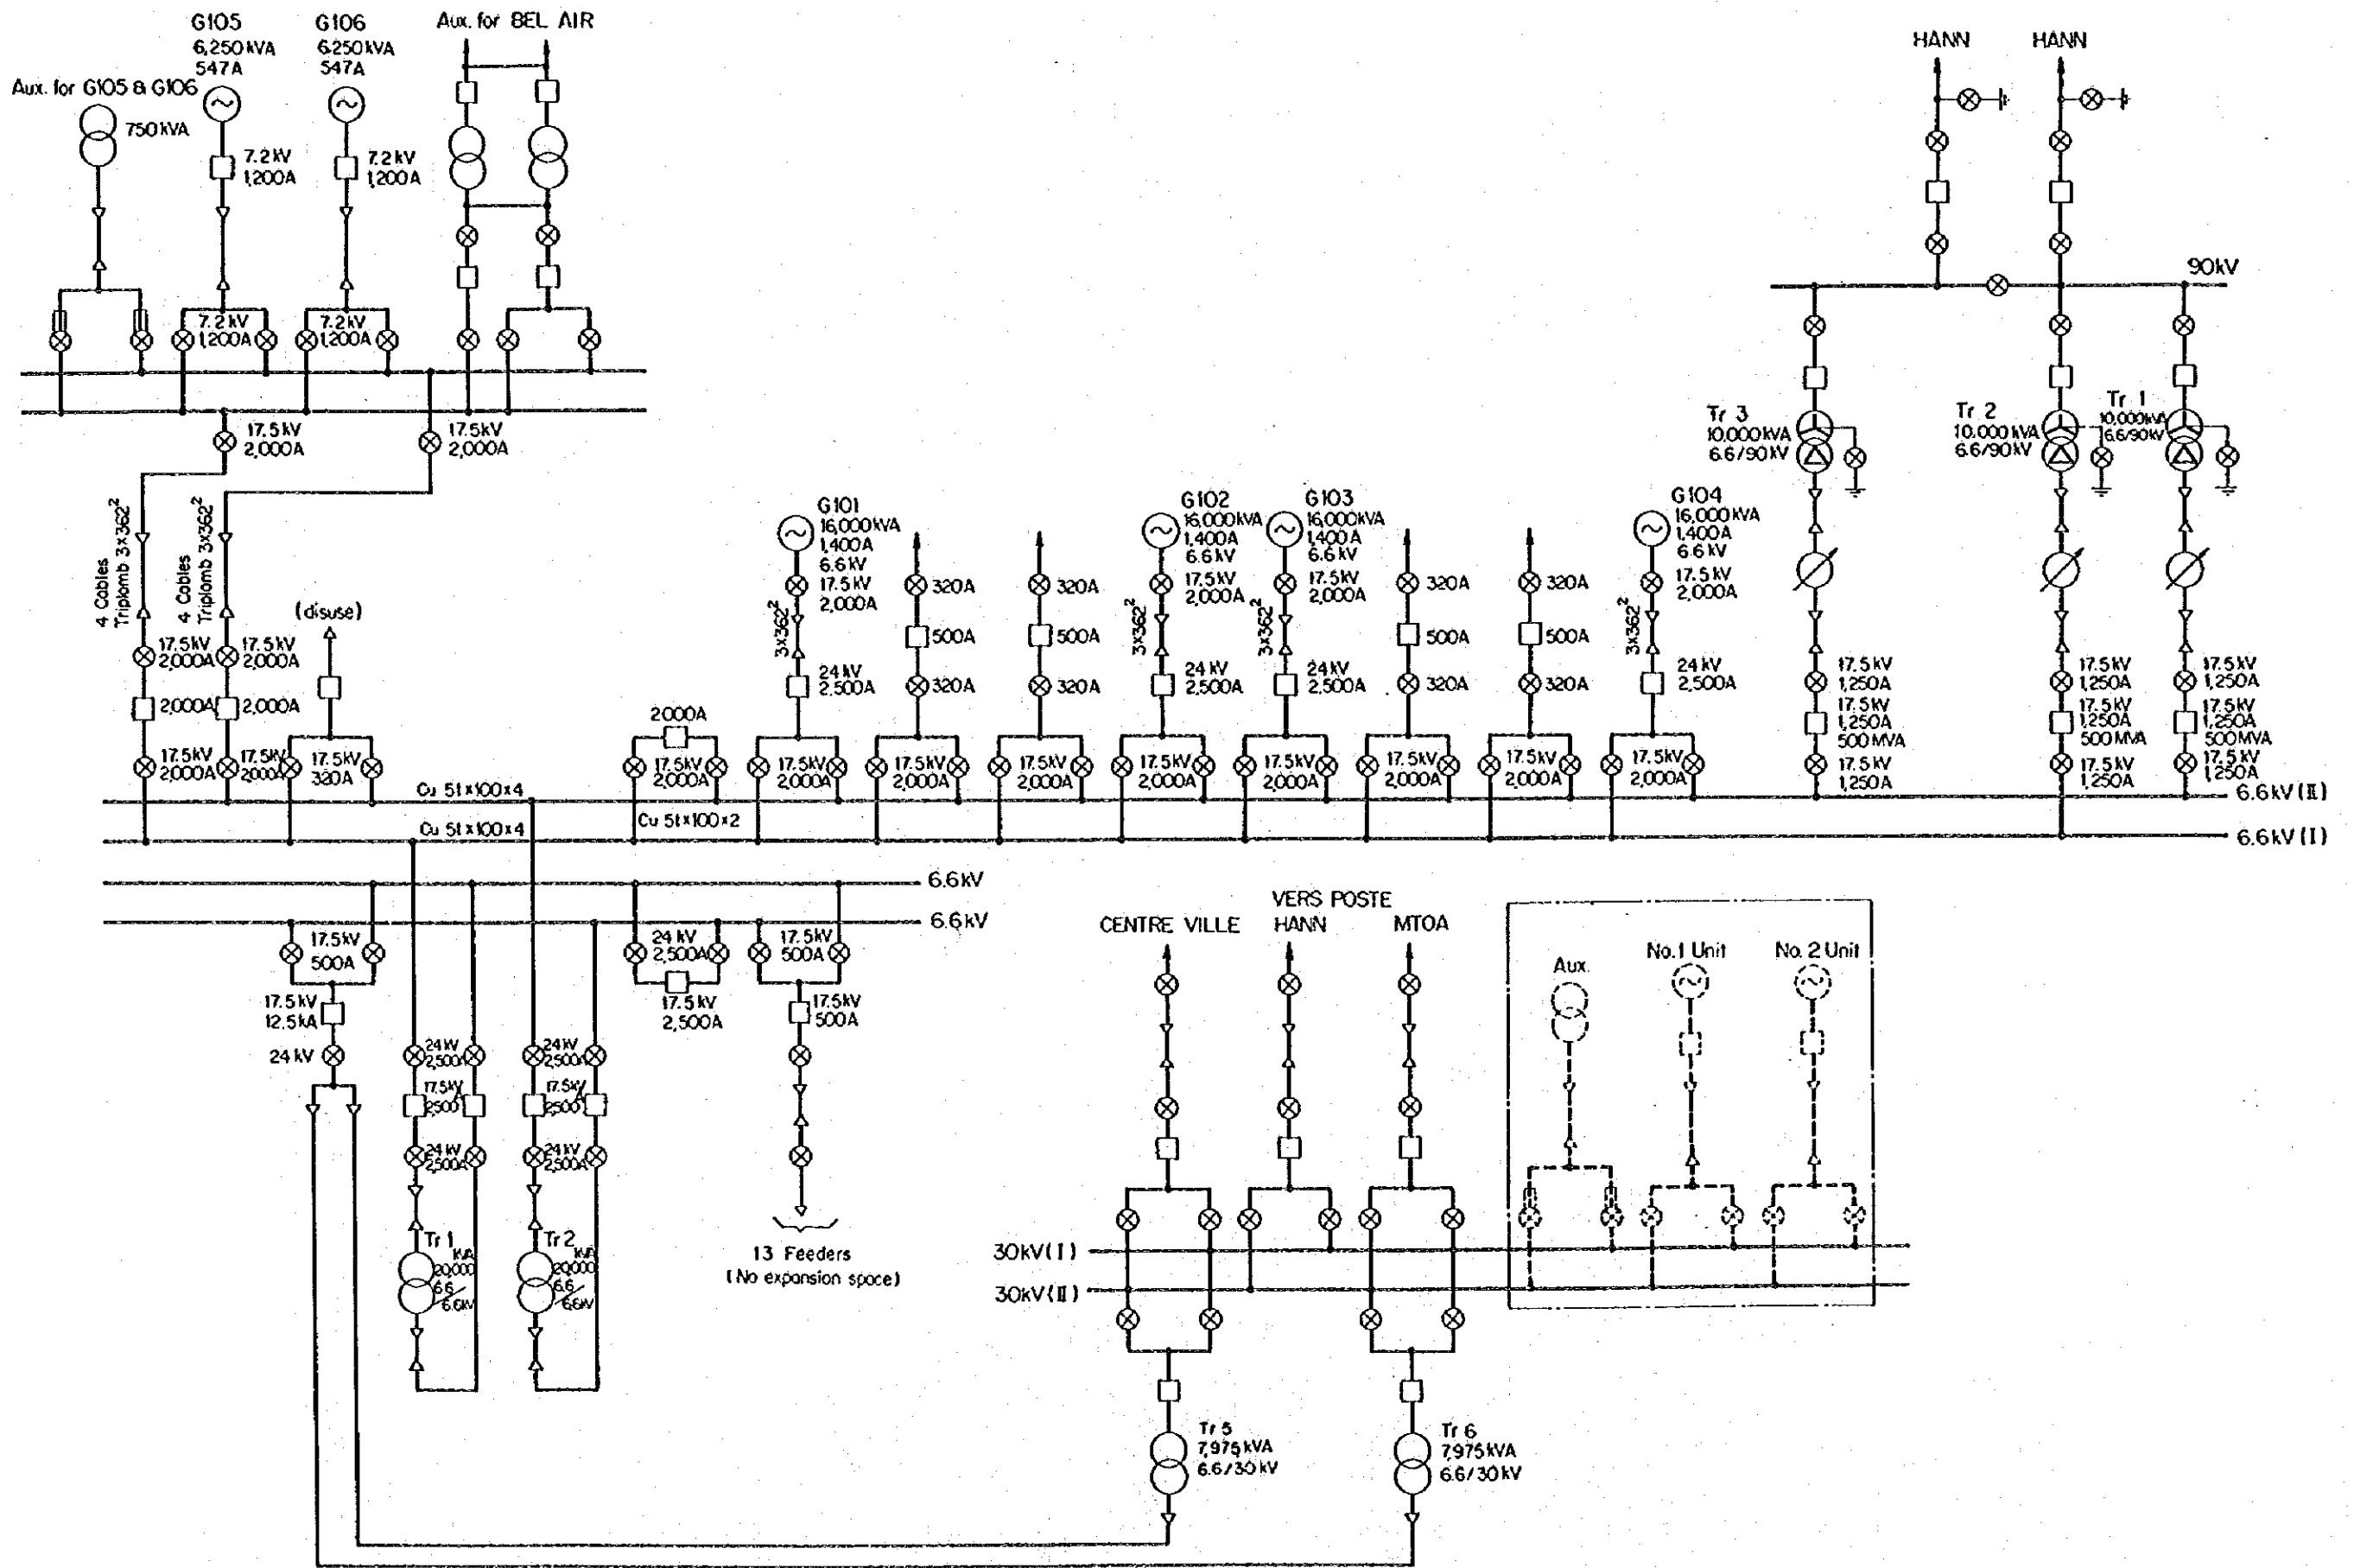 G105
6,250kVA
547A
G106
6,250kVA
547A
Aux. for BEL AIR
Aux. for G105 & G106
750kVA
7.2kV
1,200A
7.2kV
1,200A
7.2kV
1,200A
7.2kV
1,200A
17.5kV
2,000A
17.5kV
2,000A
HANN
HANN
90kV
Tr 3
10,000kVA
6.6/90kV
Tr 2
10,000kVA
6.6/90kV
Tr 1
10,000kVA
6.6/90kV
4 Cables
Triplomb 3×362²
4 Cables
Triplomb 3×362²
(disuse)
17.5kV
2,000A
17.5kV
2,000A
2,000A
2,000A
17.5kV
2,000A
17.5kV
2,000A
17.5kV
320A
2000A
17.5kV
2,000A
G101
16,000kVA
1,400A
6.6kV
17.5kV
2,000A
3×362²
24kV
2,500A
17.5kV
2,000A
320A
500A
320A
17.5kV
2,000A
320A
500A
320A
17.5kV
2,000A
G102
16,000kVA
1,400A
6.6kV
17.5kV
2,000A
3×362²
24kV
2,500A
17.5kV
2,000A
G103
16,000kVA
1,400A
6.6kV
17.5kV
2,000A
3×362²
24kV
2,500A
17.5kV
2,000A
320A
500A
320A
17.5kV
2,000A
320A
500A
320A
17.5kV
2,000A
G104
16,000kVA
1,400A
6.6kV
17.5kV
2,000A
3×362²
24kV
2,500A
17.5kV
2,000A
17.5kV
1,250A
17.5kV
1,250A
500MVA
17.5kV
1,250A
17.5kV
1,250A
17.5kV
1,250A
500MVA
17.5kV
1,250A
17.5kV
1,250A
17.5kV
1,250A
500MVA
17.5kV
1,250A
Cu 5t×100×4
6.6kV(II)
Cu 5t×100×4
Cu 5t×100×2
6.6kV(I)
6.6kV
6.6kV
17.5kV
500A
17.5kV
12.5kA
24kV
24kV
2,500A
17.5kV
2500A
24kV
2,500A
Tr 1
kVA
20,000
6.6
6.6kV
24kV
2,500A
17.5kV
2500A
24kV
2,500A
Tr 2
kVA
20,000
6.6
6.6kV
24kV
2,500A
17.5kV
2,500A
17.5kV
500A
17.5kV
500A
13 Feeders
(No expansion space)
VERS POSTE
CENTRE VILLE
HANN
MTOA
Aux.
No.1 Unit
No.2 Unit
30kV(I)
30kV(II)
Tr 5
7,975kVA
6.6/30kV
Tr 6
7,975kVA
6.6/30kV